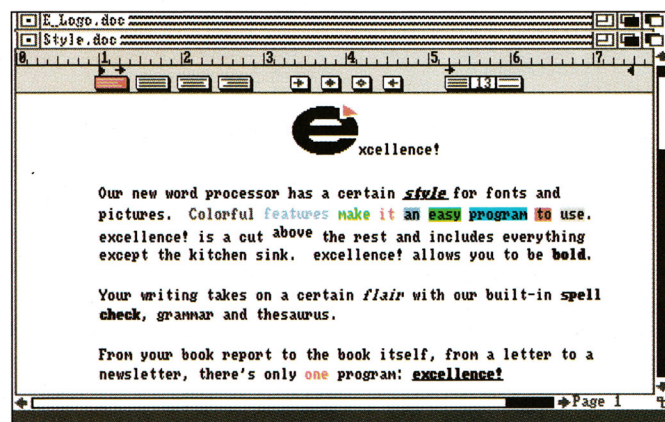 E_Logo.doc
Style.doc
0 1 2 3 4 5 6 7
13
excellence!
Our new word processor has a certain style for fonts and
pictures. Colorful features make it an easy program to use.
excellence! is a cut above the rest and includes everything
except the kitchen sink. excellence! allows you to be bold.
Your writing takes on a certain flair with our built-in spell
check, grammar and thesaurus.
From your book report to the book itself, from a letter to a
newsletter, there's only one program: excellence!
Page 1